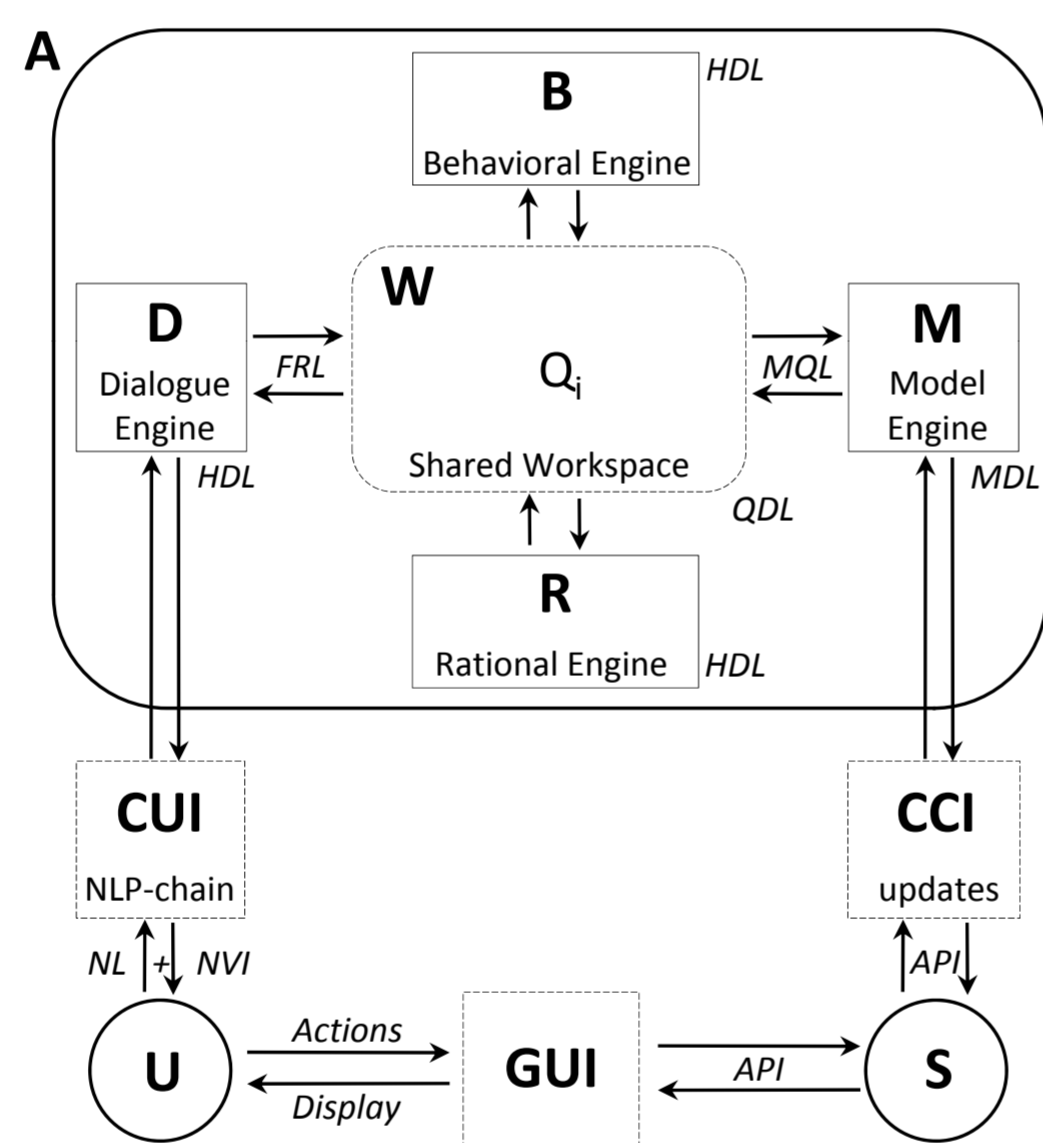 A
B
HDL
Behavioral Engine
W
D
Dialogue
Engine
HDL
FRL
Qi
Shared Workspace
QDL
MQL
M
Model
Engine
MDL
R
Rational Engine
HDL
CUI
NLP-chain
CCI
updates
NL + NVI
API
U
Actions
Display
GUI
API
S